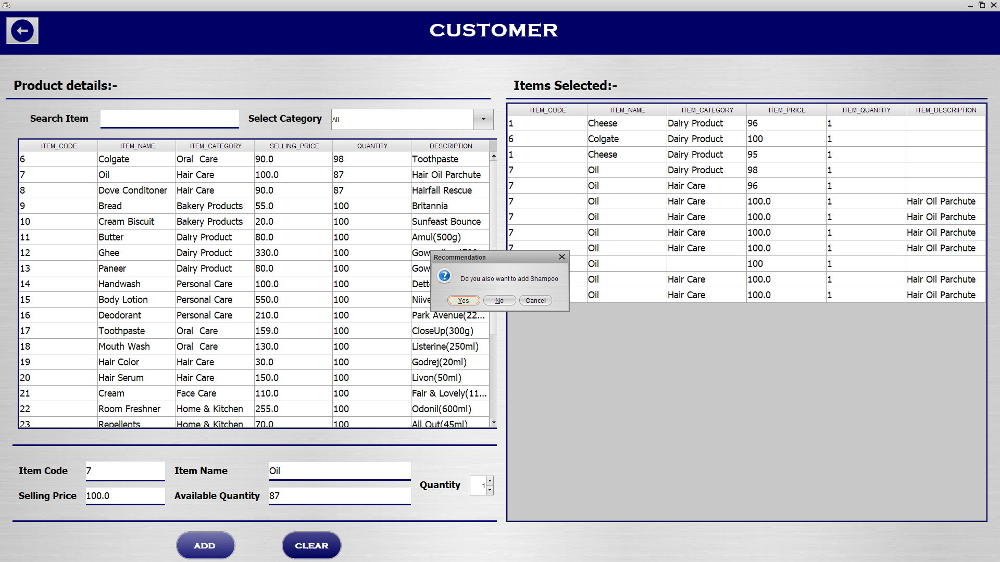 CUSTOMER
Product details:-
Search Item
Select Category All
ITEM_CODE ITEM_NAME ITEM_CATEGORY SELLING_PRICE QUANTITY DESCRIPTION
6 Colgate Oral  Care 90.0 98 Toothpaste
7 Oil Hair Care 100.0 87 Hair Oil Parchute
8 Dove Conditoner Hair Care 90.0 87 Hairfall Rescue
9 Bread Bakery Products 55.0 100 Britannia
10 Cream Biscuit Bakery Products 20.0 100 Sunfeast Bounce
11 Butter Dairy Product 80.0 100 Amul(500g)
12 Ghee Dairy Product 330.0 100
13 Paneer Dairy Product 80.0 100
14 Handwash Personal Care 100.0 100
15 Body Lotion Personal Care 550.0 100
16 Deodorant Personal Care 210.0 100 Park Avenue(22...
17 Toothpaste Oral  Care 159.0 100 CloseUp(300g)
18 Mouth Wash Oral  Care 130.0 100 Listerine(250ml)
19 Hair Color Hair Care 30.0 100 Godrej(20ml)
20 Hair Serum Hair Care 150.0 100 Livon(50ml)
21 Cream Face Care 110.0 100 Fair & Lovely(11...
22 Room Freshner Home & Kitchen 255.0 100 Odonil(600ml)
23 Repellents Home & Kitchen 70.0 100 All Out(45ml)
Item Code 7 Item Name Oil
Selling Price 100.0 Available Quantity 87
Quantity 1
ADD CLEAR
Items Selected:-
ITEM_CODE ITEM_NAME ITEM_CATEGORY ITEM_PRICE ITEM_QUANTITY ITEM_DESCRIPTION
1 Cheese Dairy Product 96 1
6 Colgate Dairy Product 100 1
1 Cheese Dairy Product 95 1
7 Oil Dairy Product 98 1
7 Oil Hair Care 96 1
7 Oil Hair Care 100.0 1 Hair Oil Parchute
7 Oil Hair Care 100.0 1 Hair Oil Parchute
7 Oil Hair Care 100.0 1 Hair Oil Parchute
7 Oil Hair Care 100.0 1 Hair Oil Parchute
Oil 100 1
Oil Hair Care 100.0 1 Hair Oil Parchute
Oil Hair Care 100.0 1 Hair Oil Parchute
Recommendation
Do you also want to add Shampoo
Yes No Cancel